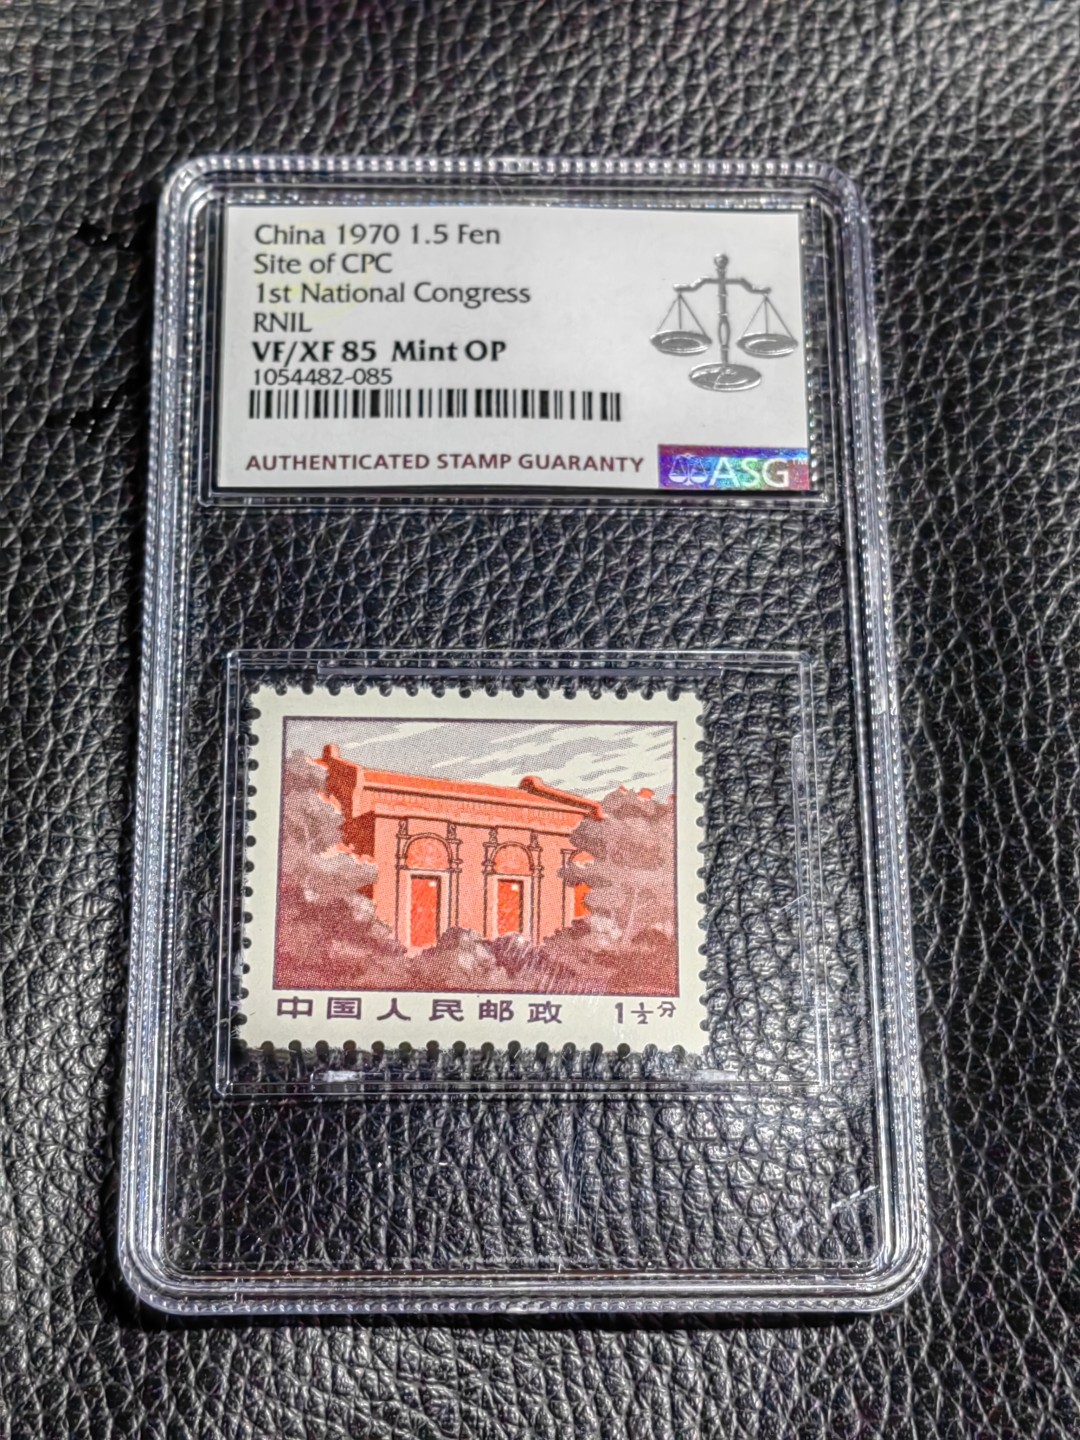 China 1970 1.5 Fen
Site of CPC
1st National Congress
RNIL
VF/XF 85 Mint OP
1054482-085
AUTHENTICATED STAMP GUARANTY
ASG
中国人民邮政 1½分